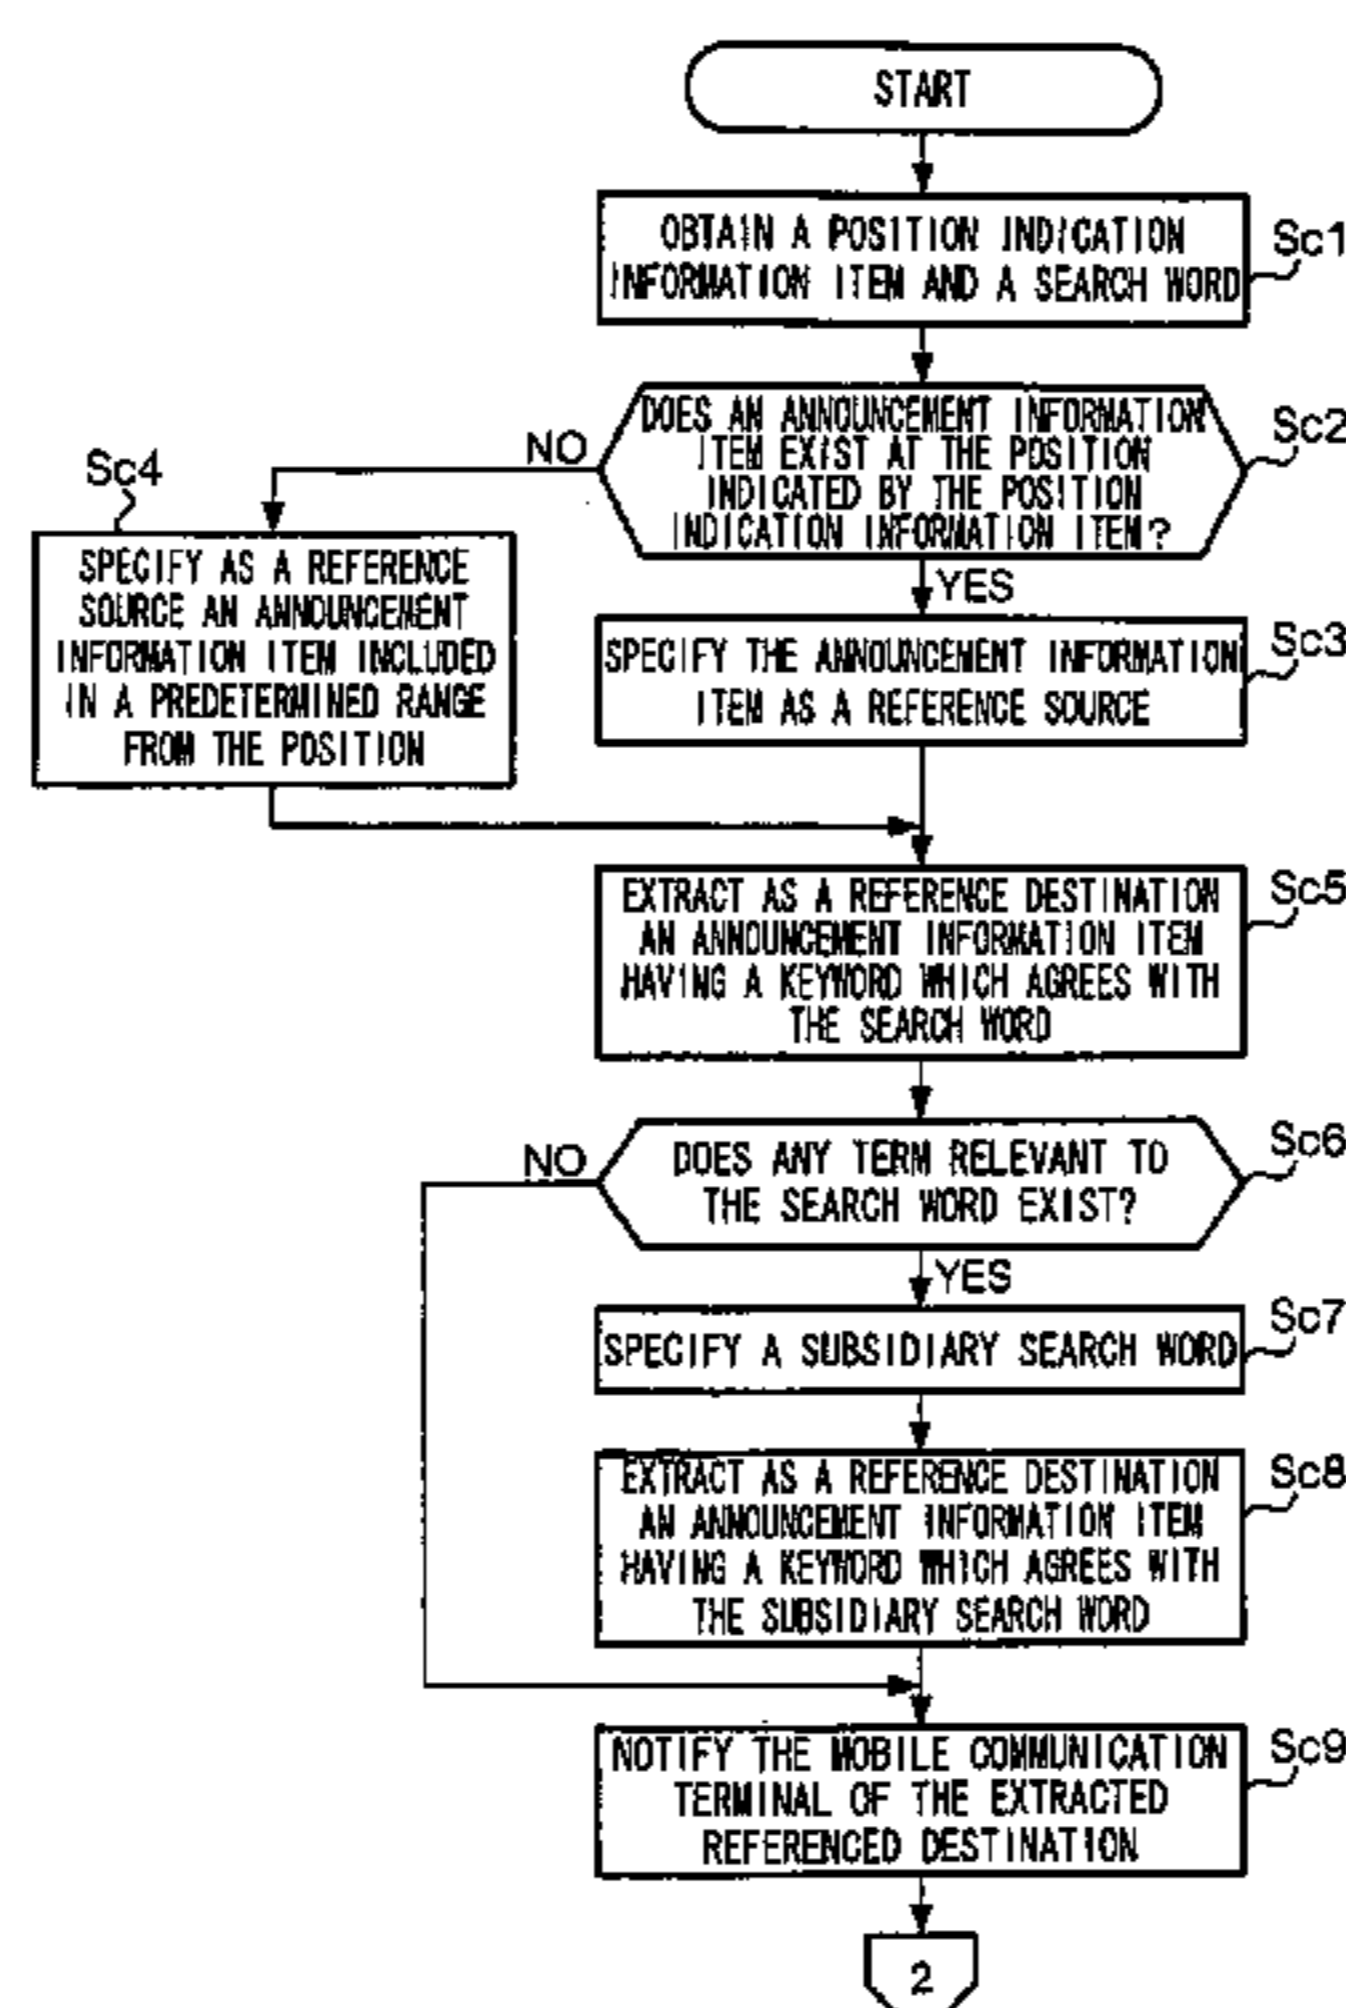 START
OBTAIN A POSITION INDICATION
INFORMATION ITEM AND A SEARCH WORD
Sc1
DOES AN ANNOUNCEMENT INFORMATION
ITEM EXIST AT THE POSITION
INDICATED BY THE POSITION
INDICATION INFORMATION ITEM?
Sc2
NO
YES
Sc4
SPECIFY AS A REFERENCE
SOURCE AN ANNOUNCEMENT
INFORMATION ITEM INCLUDED
IN A PREDETERMINED RANGE
FROM THE POSITION
SPECIFY THE ANNOUNCEMENT INFORMATION
ITEM AS A REFERENCE SOURCE
Sc3
EXTRACT AS A REFERENCE DESTINATION
AN ANNOUNCEMENT INFORMATION ITEM
HAVING A KEYWORD WHICH AGREES WITH
THE SEARCH WORD
Sc5
DOES ANY TERM RELEVANT TO
THE SEARCH WORD EXIST?
Sc6
NO
YES
SPECIFY A SUBSIDIARY SEARCH WORD
Sc7
EXTRACT AS A REFERENCE DESTINATION
AN ANNOUNCEMENT INFORMATION ITEM
HAVING A KEYWORD WHICH AGREES WITH
THE SUBSIDIARY SEARCH WORD
Sc8
NOTIFY THE MOBILE COMMUNICATION
TERMINAL OF THE EXTRACTED
REFERENCED DESTINATION
Sc9
2